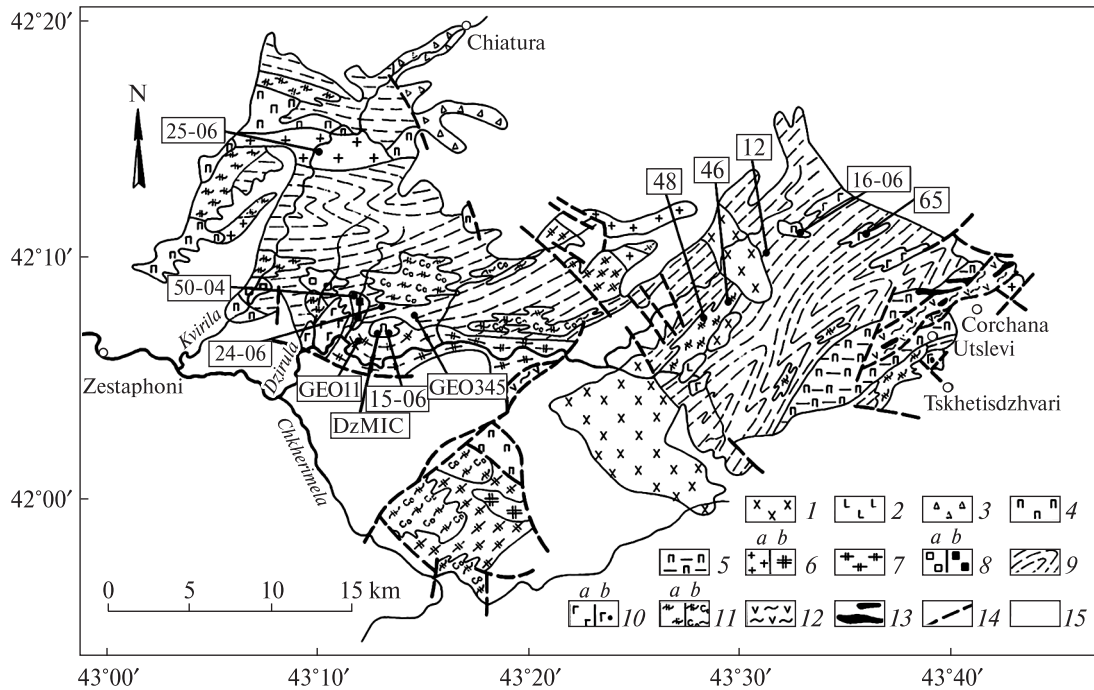 42°20′
Chiatura
N
25-06
12
16-06
48
46
65
42°10′
50-04
Kvirila
Corchana
24-06
Dzirula
Utslevi
Zestaphoni
GEO11
GEO345
15-06
Tskhetisdzhvari
DzMIC
Chkherimela
42°00′
1
2
3
4
a b
a b
5
6
7
8
9
0 5 10 15 km
a b
a b
10
11
12
13
14
15
43°00′ 43°10′ 43°20′ 43°30′ 43°40′